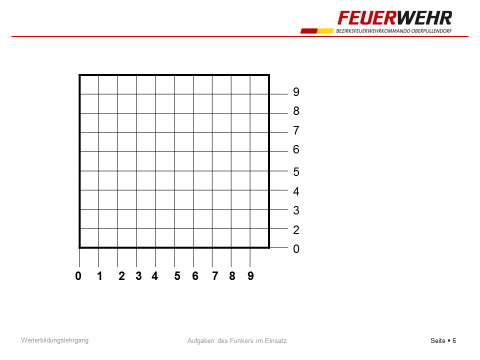 FEUERWEHR
BEZIRKSFEUERWEHRKOMMANDO OBERPULLENDORF
9
8
7
6
5
4
3
2
0
0 1 2 3 4 5 6 7 8 9
Weiterbildungslehrgang Aufgaben des Funkers im Einsatz Seite • 6